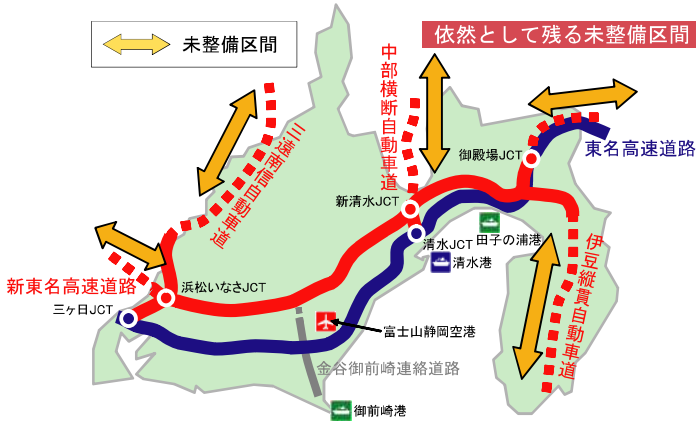 未整備区間
依然として残る未整備区間
中部横断自動車道
三遠南信自動車道
東名高速道路
御殿場JCT
新清水JCT
清水JCT
田子の浦港
清水港
伊豆縦貫自動車道
新東名高速道路
浜松いなさJCT
三ヶ日JCT
富士山静岡空港
金谷御前崎連絡道路
御前崎港